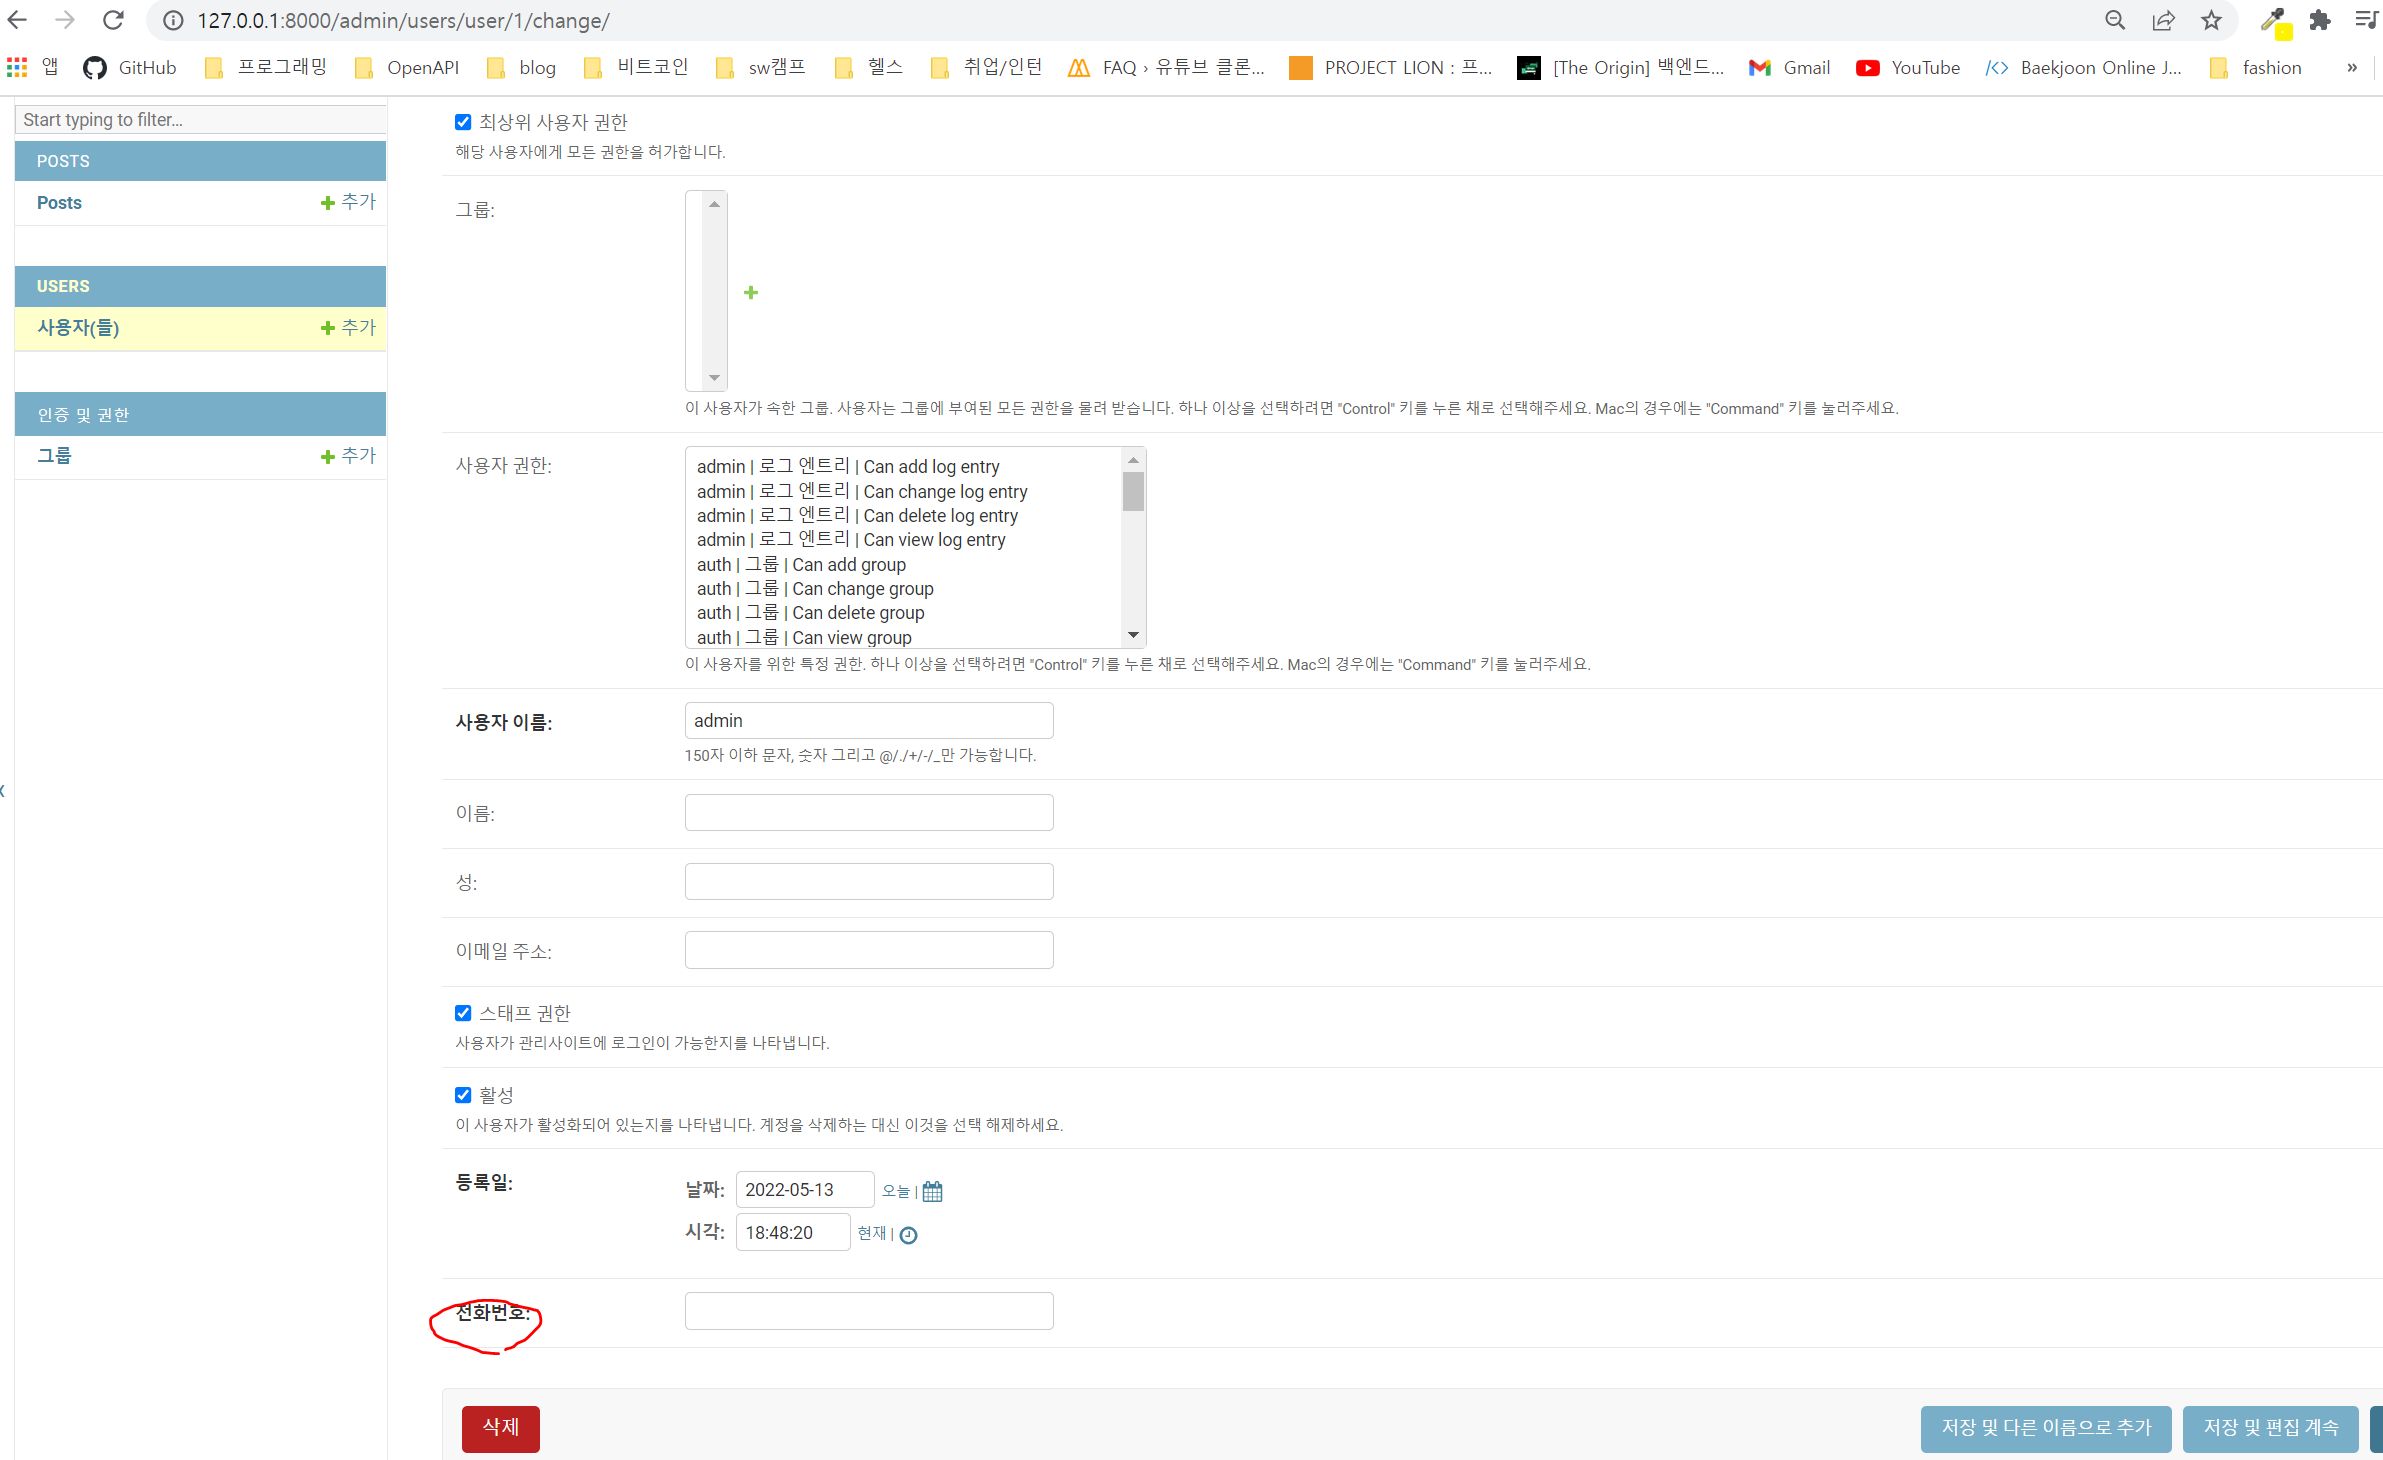 127.0.0.1:8000/admin/users/user/1/change/
앱 GitHub 프로그래밍 OpenAPI blog 비트코인 sw캠프 헬스 취업/인턴 FAQ › 유튜브 클론... PROJECT LION : 프... [The Origin] 백엔드... Gmail YouTube Baekjoon Online J... fashion »
Start typing to filter...
POSTS
Posts 추가
USERS
사용자(들) 추가
인증 및 권한
그룹 추가
최상위 사용자 권한
해당 사용자에게 모든 권한을 허가합니다.
그룹:
이 사용자가 속한 그룹. 사용자는 그룹에 부여된 모든 권한을 물려 받습니다. 하나 이상을 선택하려면 "Control" 키를 누른 채로 선택해주세요. Mac의 경우에는 "Command" 키를 눌러주세요.
사용자 권한:
admin | 로그 엔트리 | Can add log entry
admin | 로그 엔트리 | Can change log entry
admin | 로그 엔트리 | Can delete log entry
admin | 로그 엔트리 | Can view log entry
auth | 그룹 | Can add group
auth | 그룹 | Can change group
auth | 그룹 | Can delete group
auth | 그룹 | Can view group
이 사용자를 위한 특정 권한. 하나 이상을 선택하려면 "Control" 키를 누른 채로 선택해주세요. Mac의 경우에는 "Command" 키를 눌러주세요.
사용자 이름: admin
150자 이하 문자, 숫자 그리고 @/./+/-/_만 가능합니다.
이름:
성:
이메일 주소:
스태프 권한
사용자가 관리사이트에 로그인이 가능한지를 나타냅니다.
활성
이 사용자가 활성화되어 있는지를 나타냅니다. 계정을 삭제하는 대신 이것을 선택 해제하세요.
등록일:
날짜: 2022-05-13 오늘 |
시각: 18:48:20 현재 |
전화번호:
삭제 저장 및 다른 이름으로 추가 저장 및 편집 계속